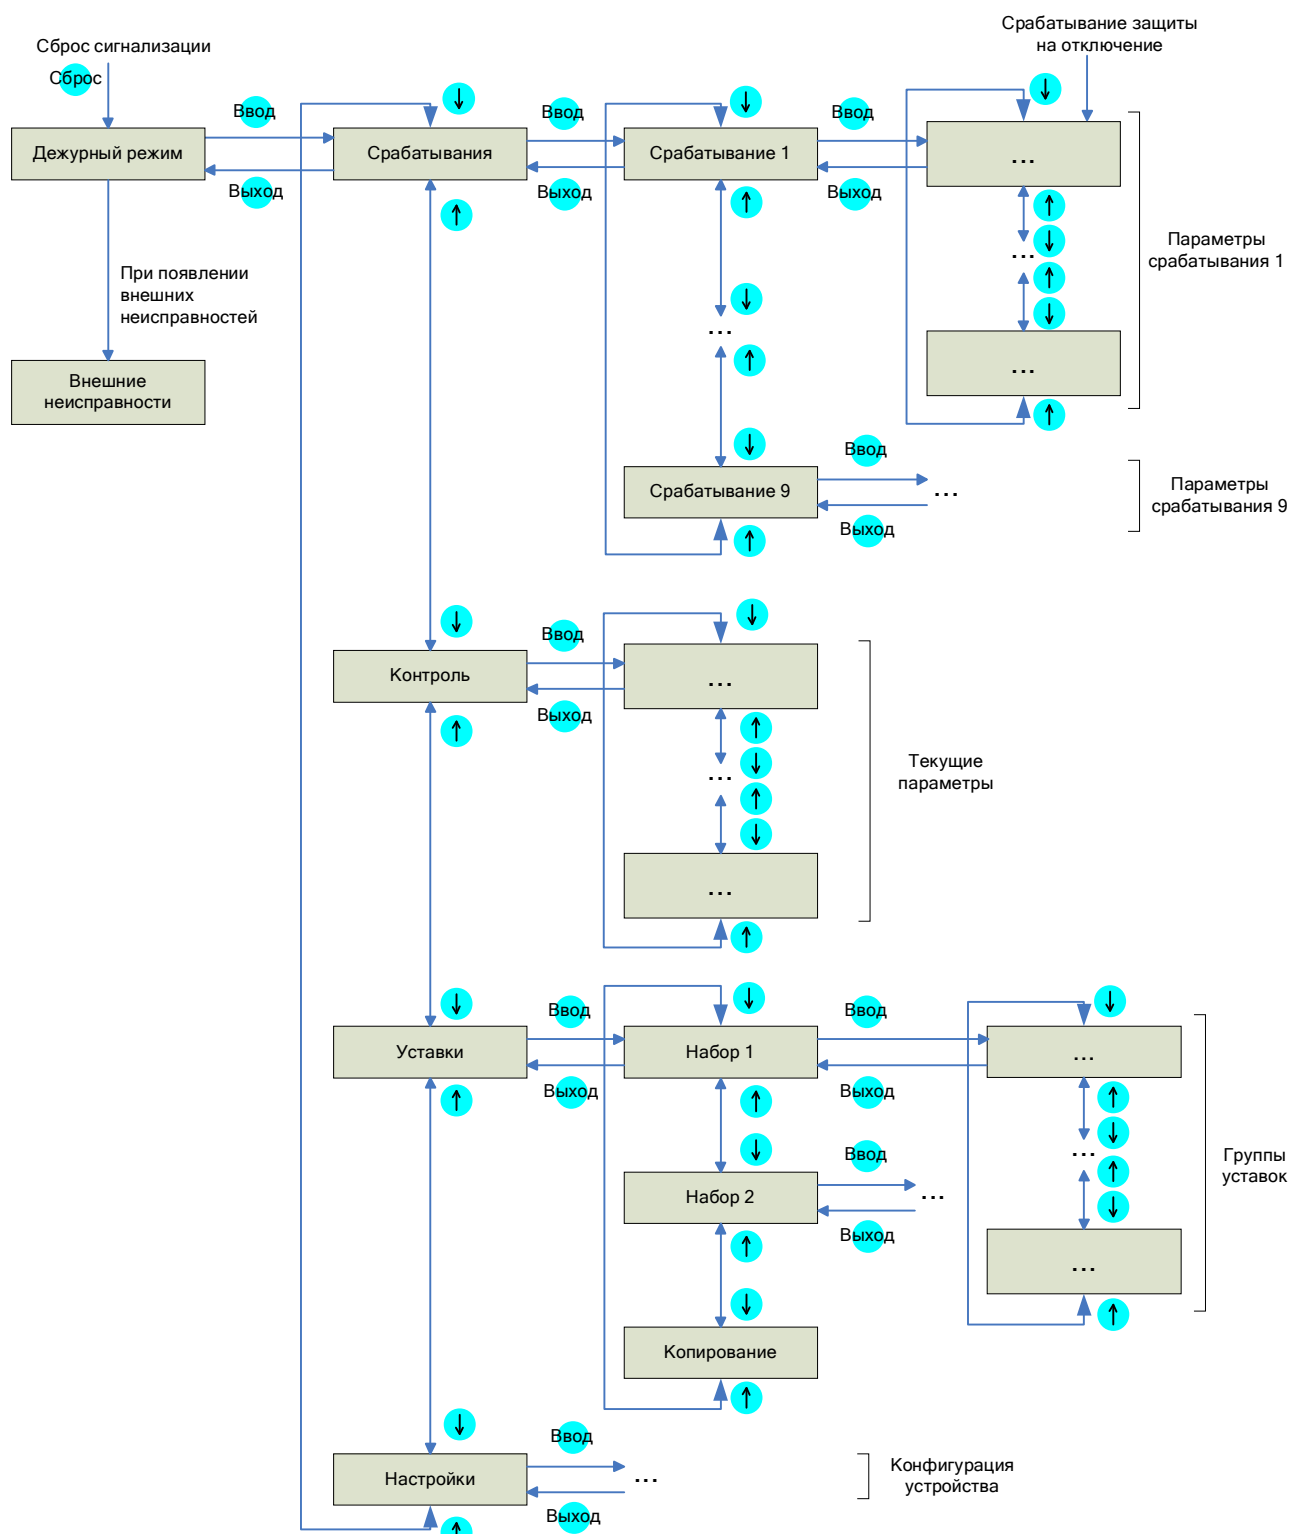 Сброс сигнализации
Сброс
Срабатывание защиты
на отключение
Ввод
Ввод
Ввод
Дежурный режим
Срабатывания
Срабатывание 1
...
Выход
Выход
Выход
Параметры
срабатывания 1
...
При появлении
внешних
неисправностей
...
...
Внешние
неисправности
Ввод
Срабатывание 9
...
Параметры
срабатывания 9
Выход
Ввод
Контроль
...
Выход
Текущие
параметры
...
...
Ввод
Ввод
Уставки
Набор 1
...
Выход
Выход
Ввод
...
Группы
уставок
Набор 2
...
Выход
...
Копирование
Ввод
Настройки
...
Конфигурация
устройства
Выход